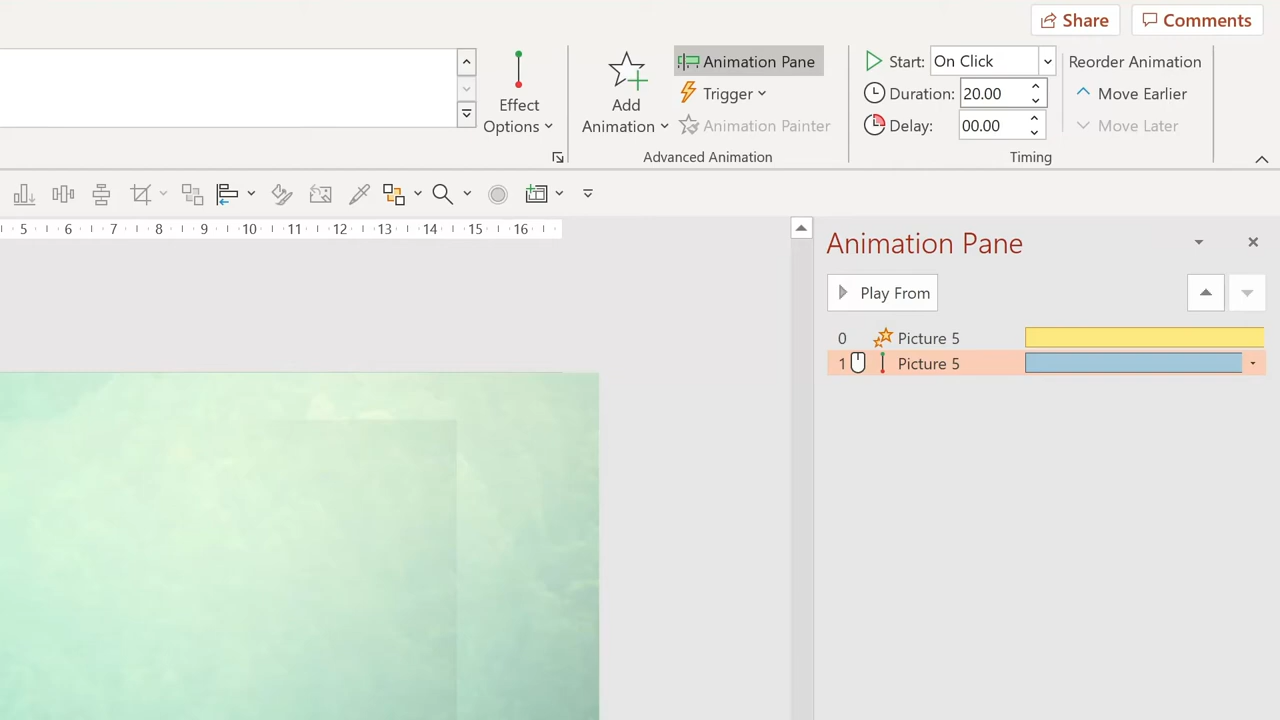 Share Comments
Animation Pane Start: On Click Reorder Animation
Effect Options Add Animation Trigger Duration: 20.00 Move Earlier
Animation Painter Delay: 00.00 Move Later
Advanced Animation Timing
5 6 7 8 9 10 11 12 13 14 15 16
Animation Pane
Play From
0 Picture 5
1 Picture 5